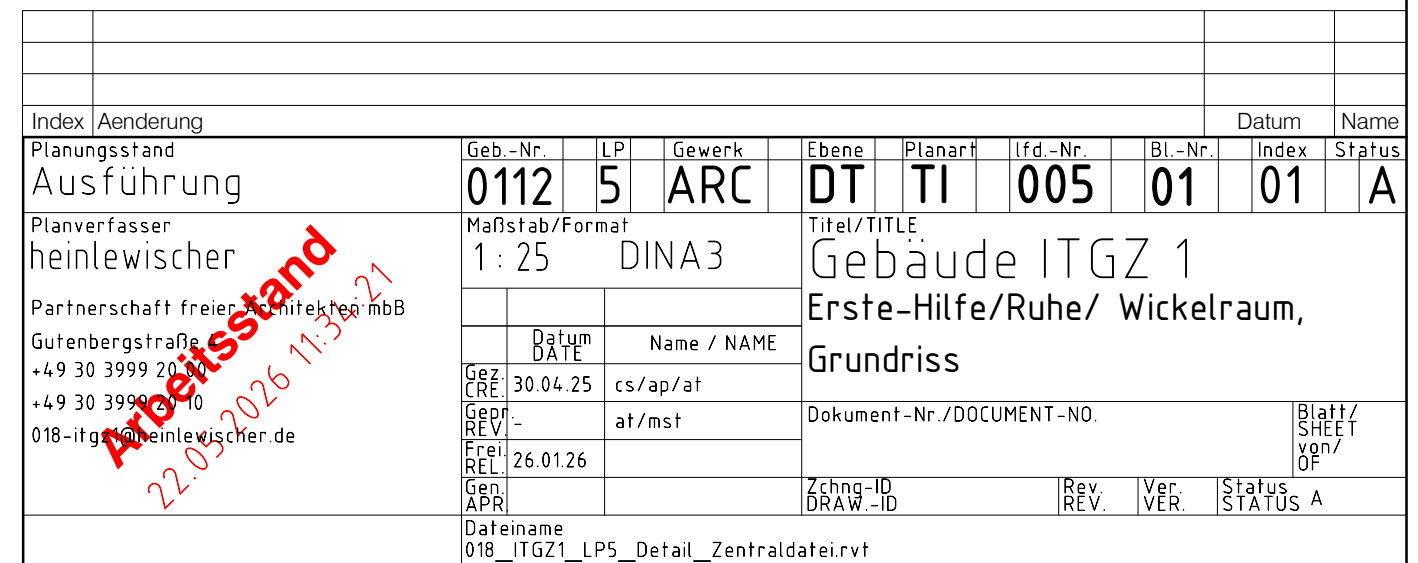 Index Aenderung Datum Name
Planungsstand
Ausführung
Geb.-Nr. LP Gewerk Ebene Planart lfd.-Nr. Bl.-Nr. Index Status
0112 5 ARC DT TI 005 01 01 A
Planverfasser
heinlewischer
Partnerschaft freier Architekten mbB
Gutenbergstraße 4
+49 30 3999 20 00
+49 30 3999 20 10
018-itgz1@heinlewischer.de
Arbeitsstand
22.05.2026 11:34:21
Maßstab/Format
1 : 25 DINA3
Datum Name / NAME
DATE
Gez. 30.04.25 cs/ap/at
CRE.
Gepr. - at/mst
REV.
Frei. 26.01.26
REL.
Gen.
APR.
Titel/TITLE
Gebäude ITGZ 1
Erste-Hilfe/Ruhe/ Wickelraum,
Grundriss
Dokument-Nr./DOCUMENT-NO.
Blatt/
SHEET
von/
OF
Zchng-ID Rev. Ver. Status
DRAW.-ID REV. VER. STATUS A
Dateiname
018_ITGZ1_LP5_Detail_Zentraldatei.rvt